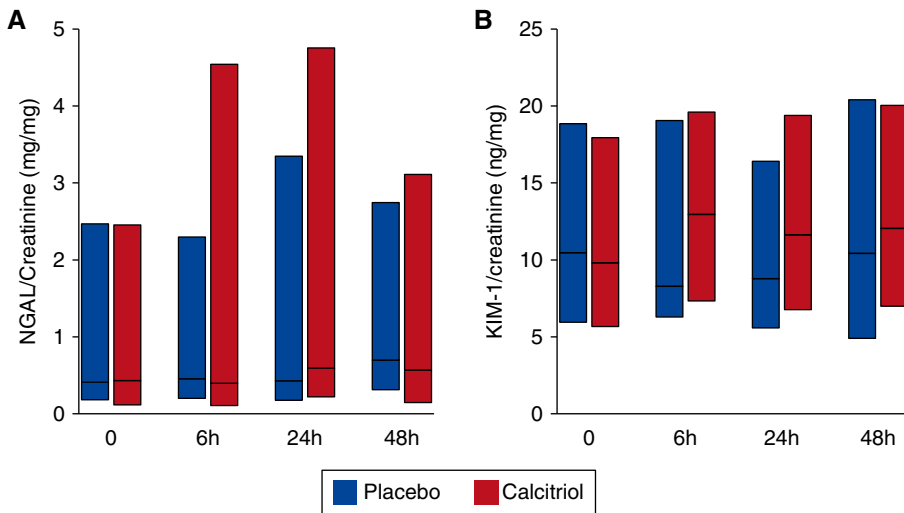 A
NGAL/Creatinine (mg/mg)
5
4
3
2
1
0
0 6h 24h 48h
B
KIM-1/creatinine (ng/mg)
25
20
15
10
5
0
0 6h 24h 48h
Placebo Calcitriol